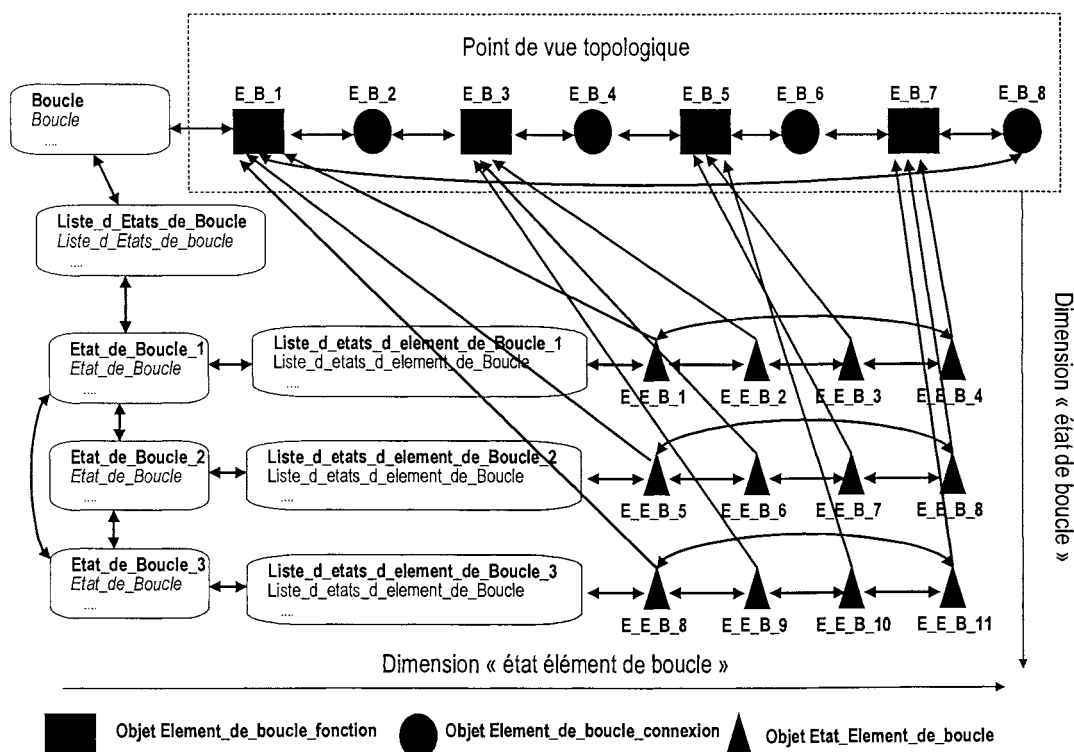 Point de vue topologique
E_B_1 E_B_2 E_B_3 E_B_4 E_B_5 E_B_6 E_B_7 E_B_8
Boucle
Boucle
....
Liste_d_Etats_de_Boucle
Liste_d_Etats_de_boucle
....
Etat_de_Boucle_1
Etat_de_Boucle
....
Liste_d_etats_d_element_de_Boucle_1
Liste_d_etats_d_element_de_Boucle
....
E_E_B_1 E_E_B_2 E_E_B_3 E_E_B_4
Etat_de_Boucle_2
Etat_de_Boucle
....
Liste_d_etats_d_element_de_Boucle_2
Liste_d_etats_d_element_de_Boucle
....
E_E_B_5 E_E_B_6 E_E_B_7 E_E_B_8
Etat_de_Boucle_3
Etat_de_Boucle
....
Liste_d_etats_d_element_de_Boucle_3
Liste_d_etats_d_element_de_Boucle
....
E_E_B_8 E_E_B_9 E_E_B_10 E_E_B_11
Dimension « état de boucle »
Dimension « état élément de boucle »
Objet Element_de_boucle_fonction
Objet Element_de_boucle_connexion
Objet Etat_Element_de_boucle